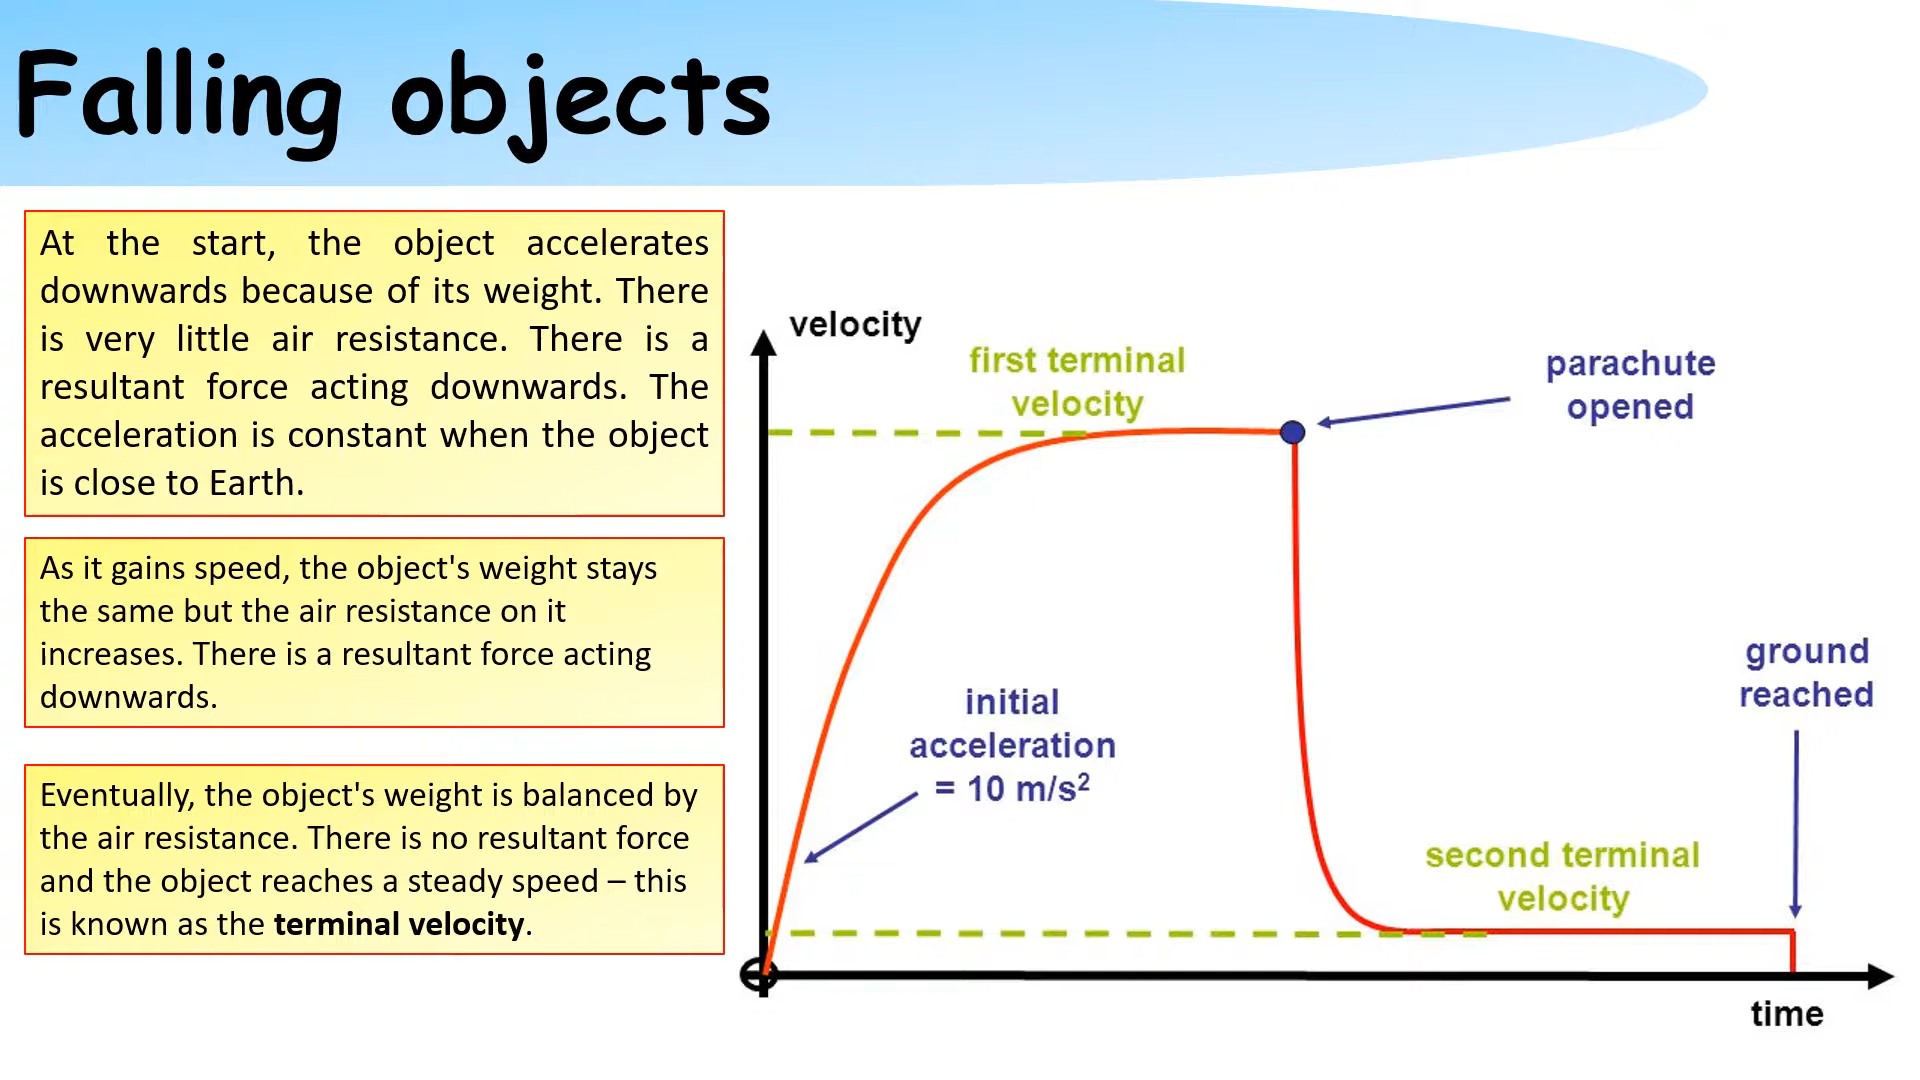 Falling objects
At the start, the object accelerates
downwards because of its weight. There
is very little air resistance. There is a
resultant force acting downwards. The
acceleration is constant when the object
is close to Earth.
As it gains speed, the object's weight stays
the same but the air resistance on it
increases. There is a resultant force acting
downwards.
Eventually, the object's weight is balanced by
the air resistance. There is no resultant force
and the object reaches a steady speed – this
is known as the terminal velocity.
velocity
first terminal
velocity
parachute
opened
initial
acceleration
= 10 m/s²
ground
reached
second terminal
velocity
time